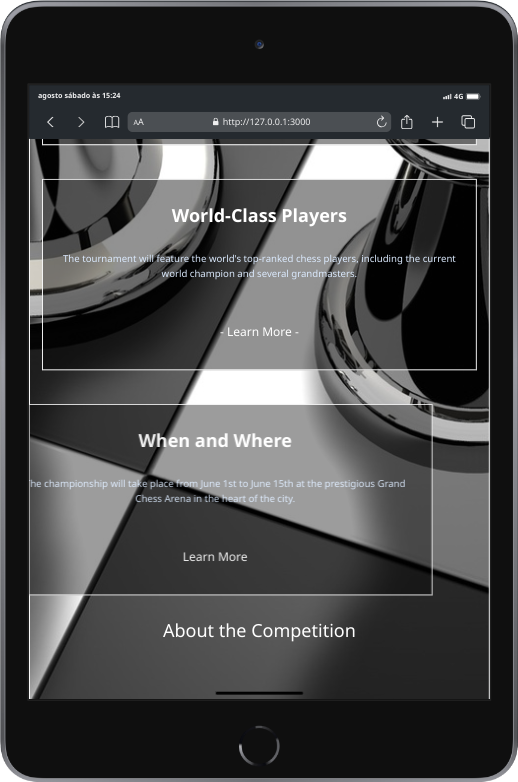 agosto sábado às 15:24
4G
AA
http://127.0.0.1:3000
World-Class Players
The tournament will feature the world's top-ranked chess players, including the current
world champion and several grandmasters.
- Learn More -
When and Where
he championship will take place from June 1st to June 15th at the prestigious Grand
Chess Arena in the heart of the city.
Learn More
About the Competition